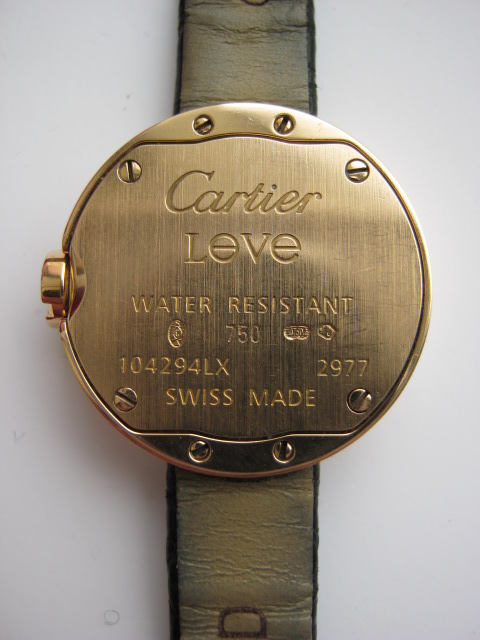 Cartier
LOVE
WATER RESISTANT
750
104294LX 2977
SWISS MADE
D